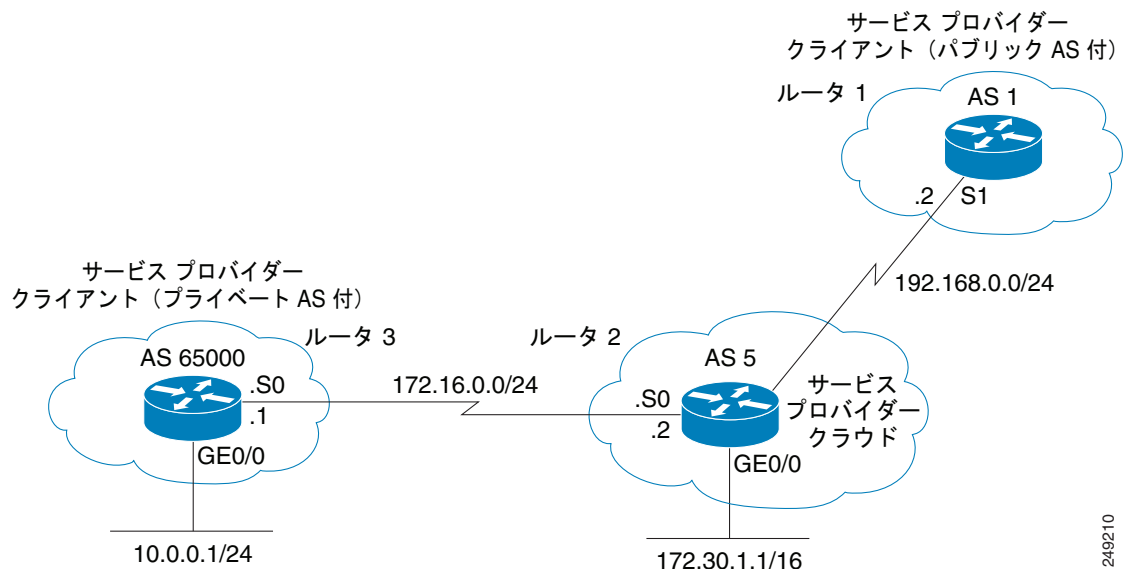 サービス プロバイダー
クライアント（パブリック AS 付）
ルータ 1
AS 1
.2 S1
192.168.0.0/24
サービス プロバイダー
クライアント（プライベート AS 付）
ルータ 3
AS 65000
.S0
.1
GE0/0
10.0.0.1/24
172.16.0.0/24
ルータ 2
AS 5
.S0
.2
サービス
プロバイダー
クラウド
GE0/0
172.30.1.1/16
249210